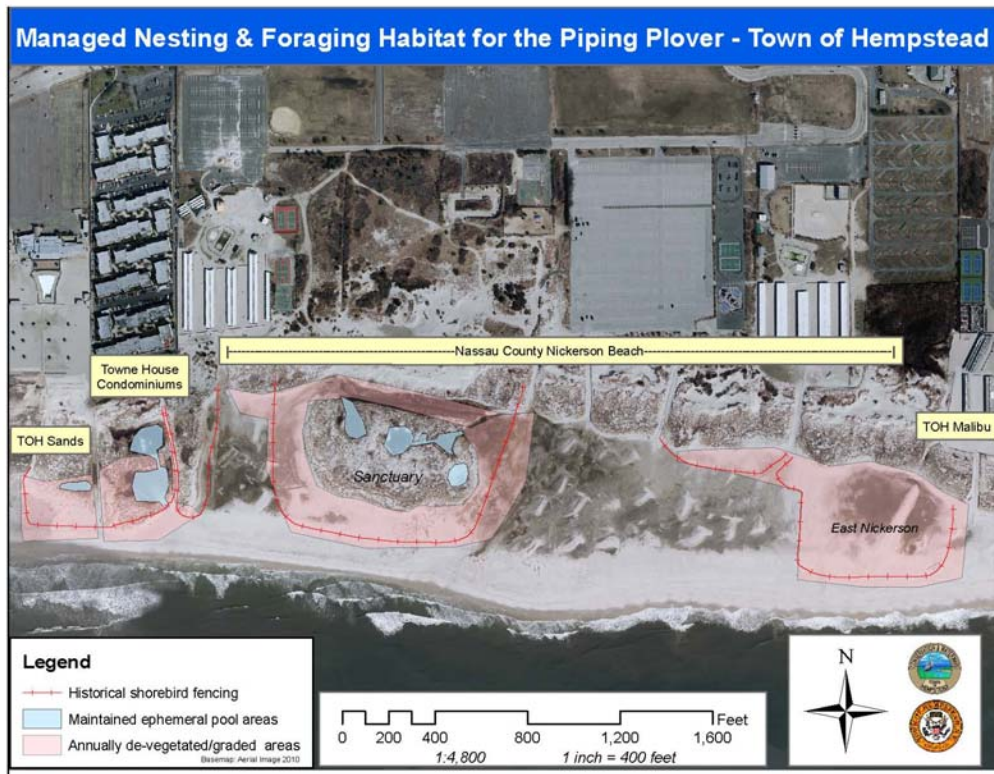 Managed Nesting & Foraging Habitat for the Piping Plover - Town of Hempstead
Nassau County Nickerson Beach
Towne House
Condominiums
TOH Sands
TOH Malibu
Sanctuary
East Nickerson
Legend
Historical shorebird fencing
Maintained ephemeral pool areas
Annually de-vegetated/graded areas
Basemap: Aerial Image 2010
Feet
0 200 400 800 1,200 1,600
1:4,800 1 inch = 400 feet
N